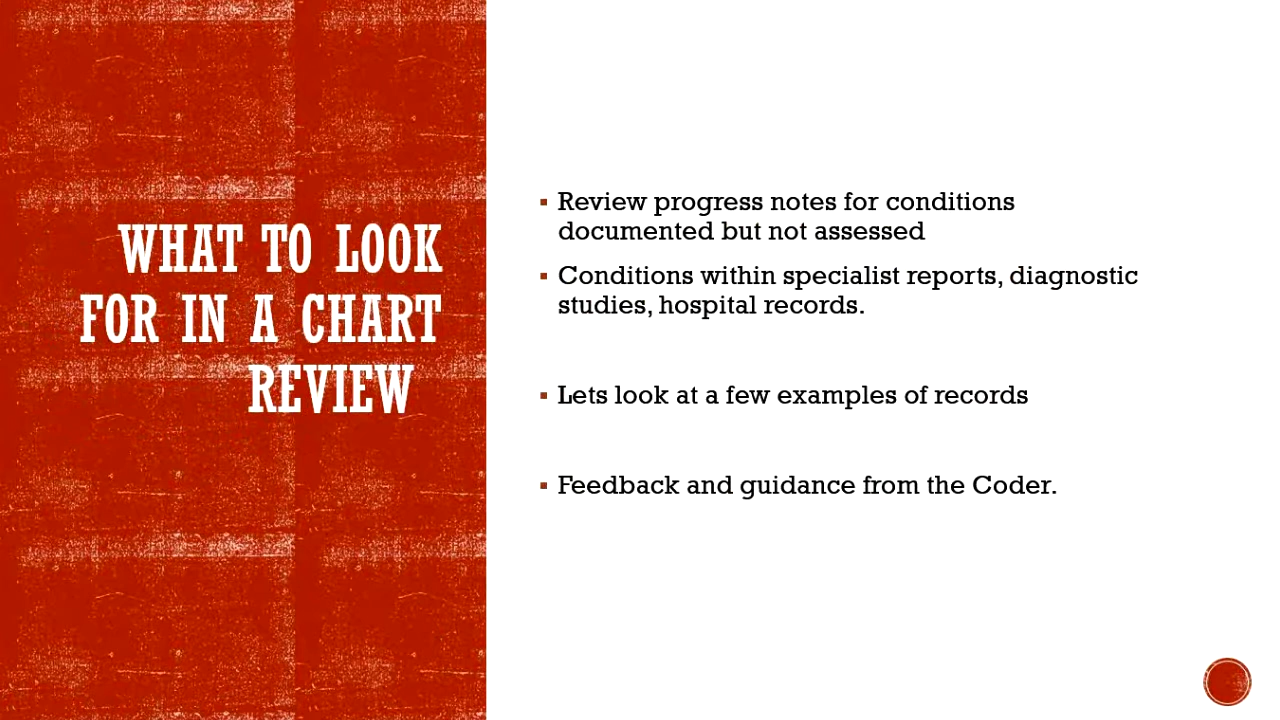 WHAT TO LOOK
FOR IN A CHART
REVIEW
▪ Review progress notes for conditions
documented but not assessed
▪ Conditions within specialist reports, diagnostic
studies, hospital records.
▪ Lets look at a few examples of records
▪ Feedback and guidance from the Coder.